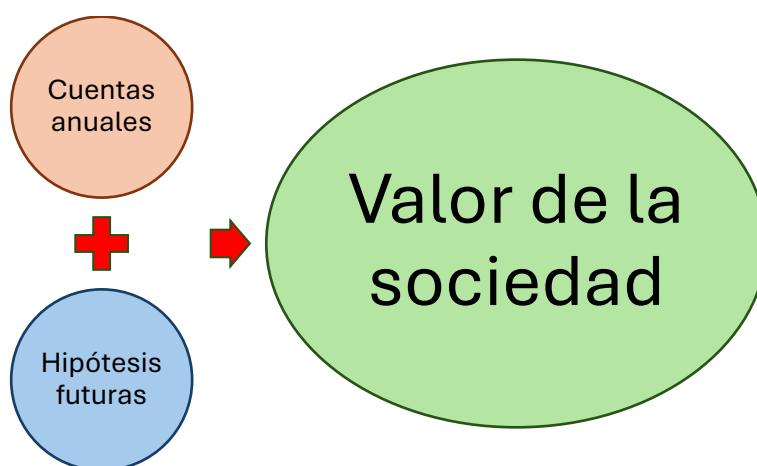 Cuentas
anuales
Hipótesis
futuras
Valor de la
sociedad